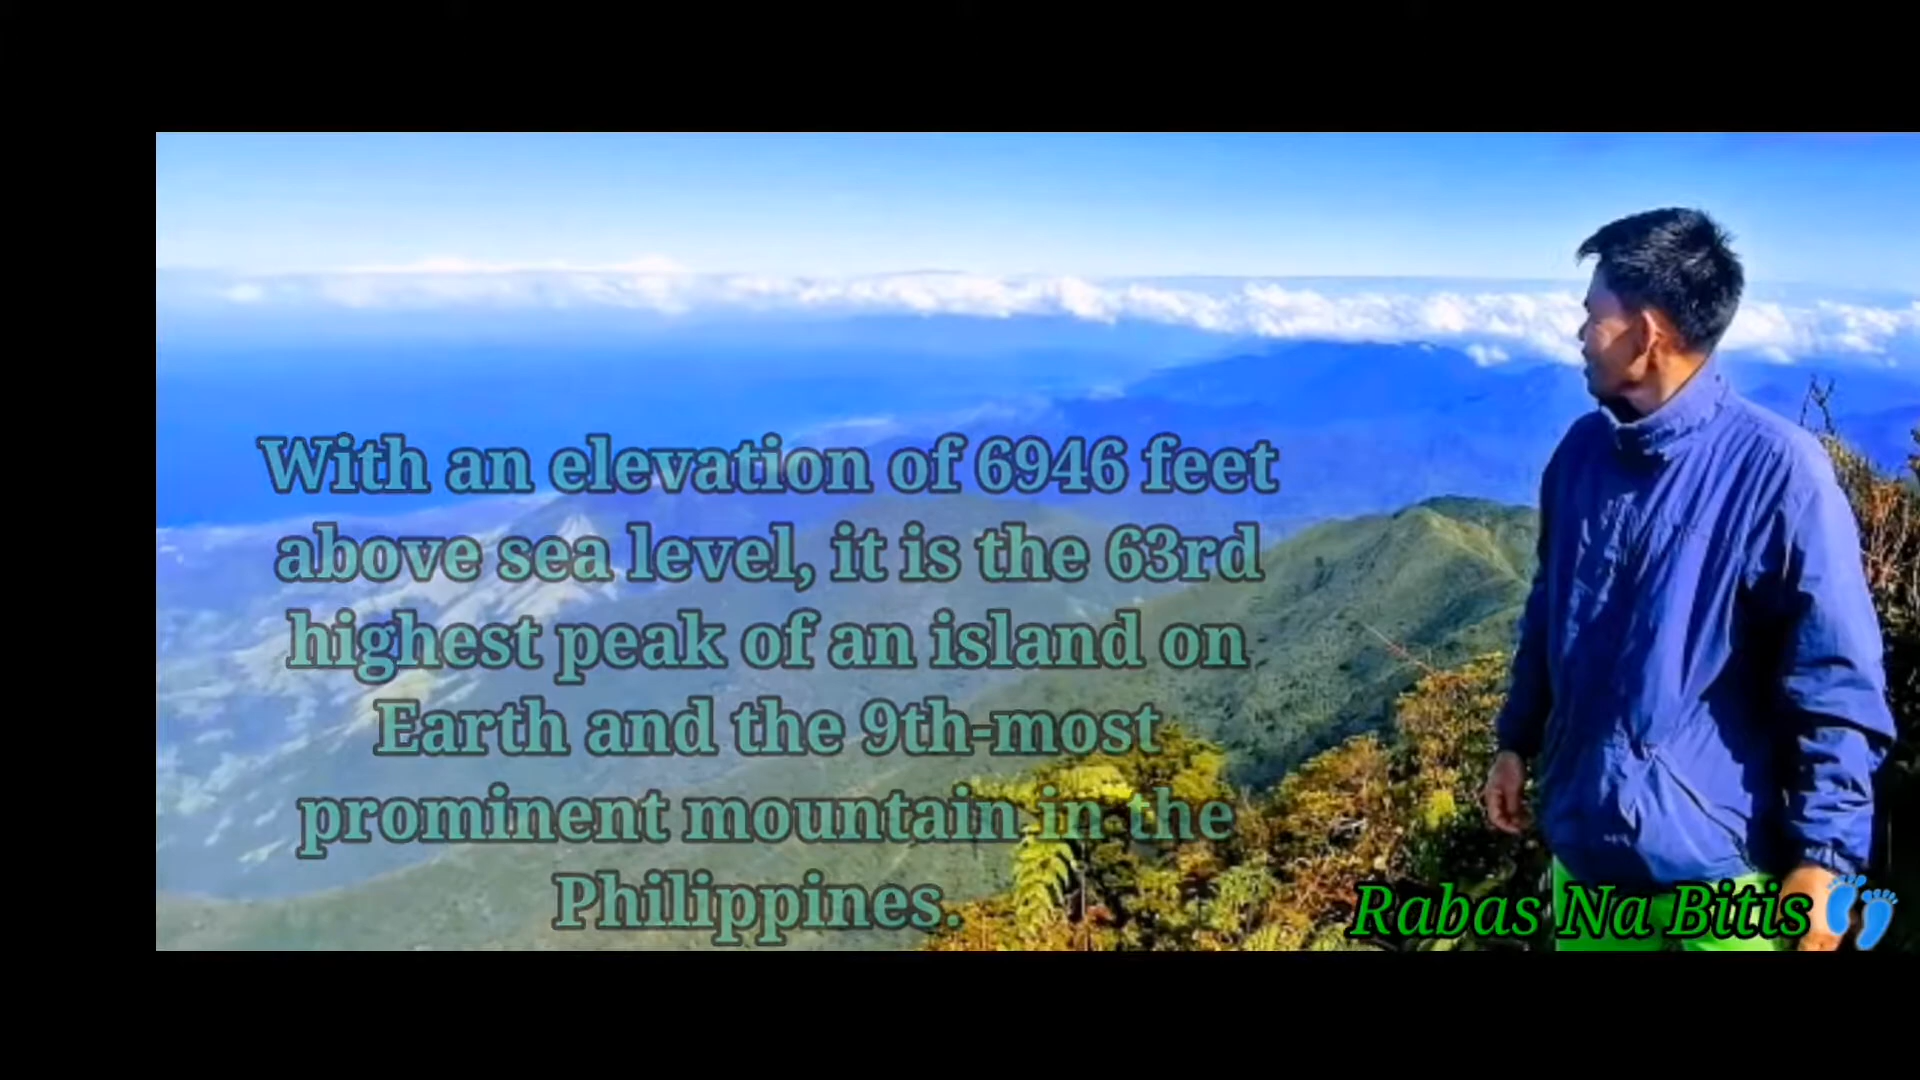 With an elevation of 6946 feet
above sea level, it is the 63rd
highest peak of an island on
Earth and the 9th-most
prominent mountain in the
Philippines.
Rabas Na Bitis👣